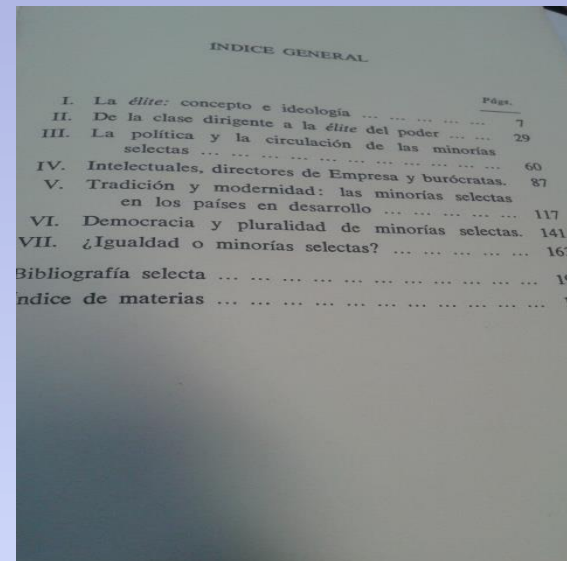 INDICE GENERAL
Págs.
I. La élite: concepto e ideología ... ... ... ... ... 7
II. De la clase dirigente a la élite del poder ... ... 29
III. La política y la circulación de las minorías
selectas ... ... ... ... ... ... ... ... ... ... ... 60
IV. Intelectuales, directores de Empresa y burócratas. 87
V. Tradición y modernidad: las minorías selectas
en los países en desarrollo ... ... ... ... ... 117
VI. Democracia y pluralidad de minorías selectas. 141
VII. ¿Igualdad o minorías selectas? ... ... ... ... ...
Bibliografía selecta ... ... ... ... ... ... ... ... ... ... ... ...
ndice de materias ... ... ... ... ... ... ... ... ... ... ... ...